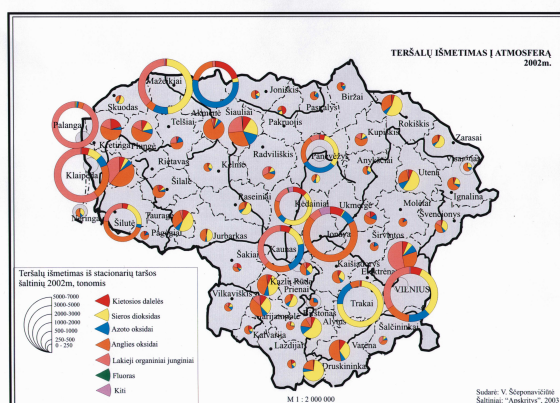 TERŠALŲ IŠMETIMAS Į ATMOSFERĄ
2002m.
Mažeikiai
Skuodas
Akmenė
Joniškis
Biržai
Palanga
Kretinga
Plungė
Telšiai
Šiauliai
Pakruojis
Pasvalys
Rokiškis
Kupiškis
Zarasai
Klaipėda
Rietavas
Kelmė
Radviliškis
Panevėžys
Anykščiai
Visaginas
Utena
Šilalė
Ignalina
Neringa
Šilutė
Tauragė
Raseiniai
Kėdainiai
Ukmergė
Molėtai
Švenčionys
Pagėgiai
Jurbarkas
Jonava
Širvintos
Šakiai
Kaunas
Kaišiadorys
Elektrėnai
Kazlų Rūda
VILNIUS
Vilkaviškis
Prienai
Trakai
Marijampolė
Birštonas
Alytus
Šalčininkai
Kalvarija
Lazdijai
Varėna
Druskininkai
Teršalų išmetimas iš stacionarių taršos
šaltinių 2002m, tonomis
5000-7000
3000-5000
2000-3000
1000-2000
500-1000
250-500
0 - 250
Kietosios dalelės
Sieros dioksidas
Azoto oksidai
Anglies oksidai
Lakieji organiniai junginiai
Fluoras
Kiti
M 1 : 2 000 000
Sudarė: V. Ščeponavičiūtė
Šaltiniai: "Apskritys", 2003